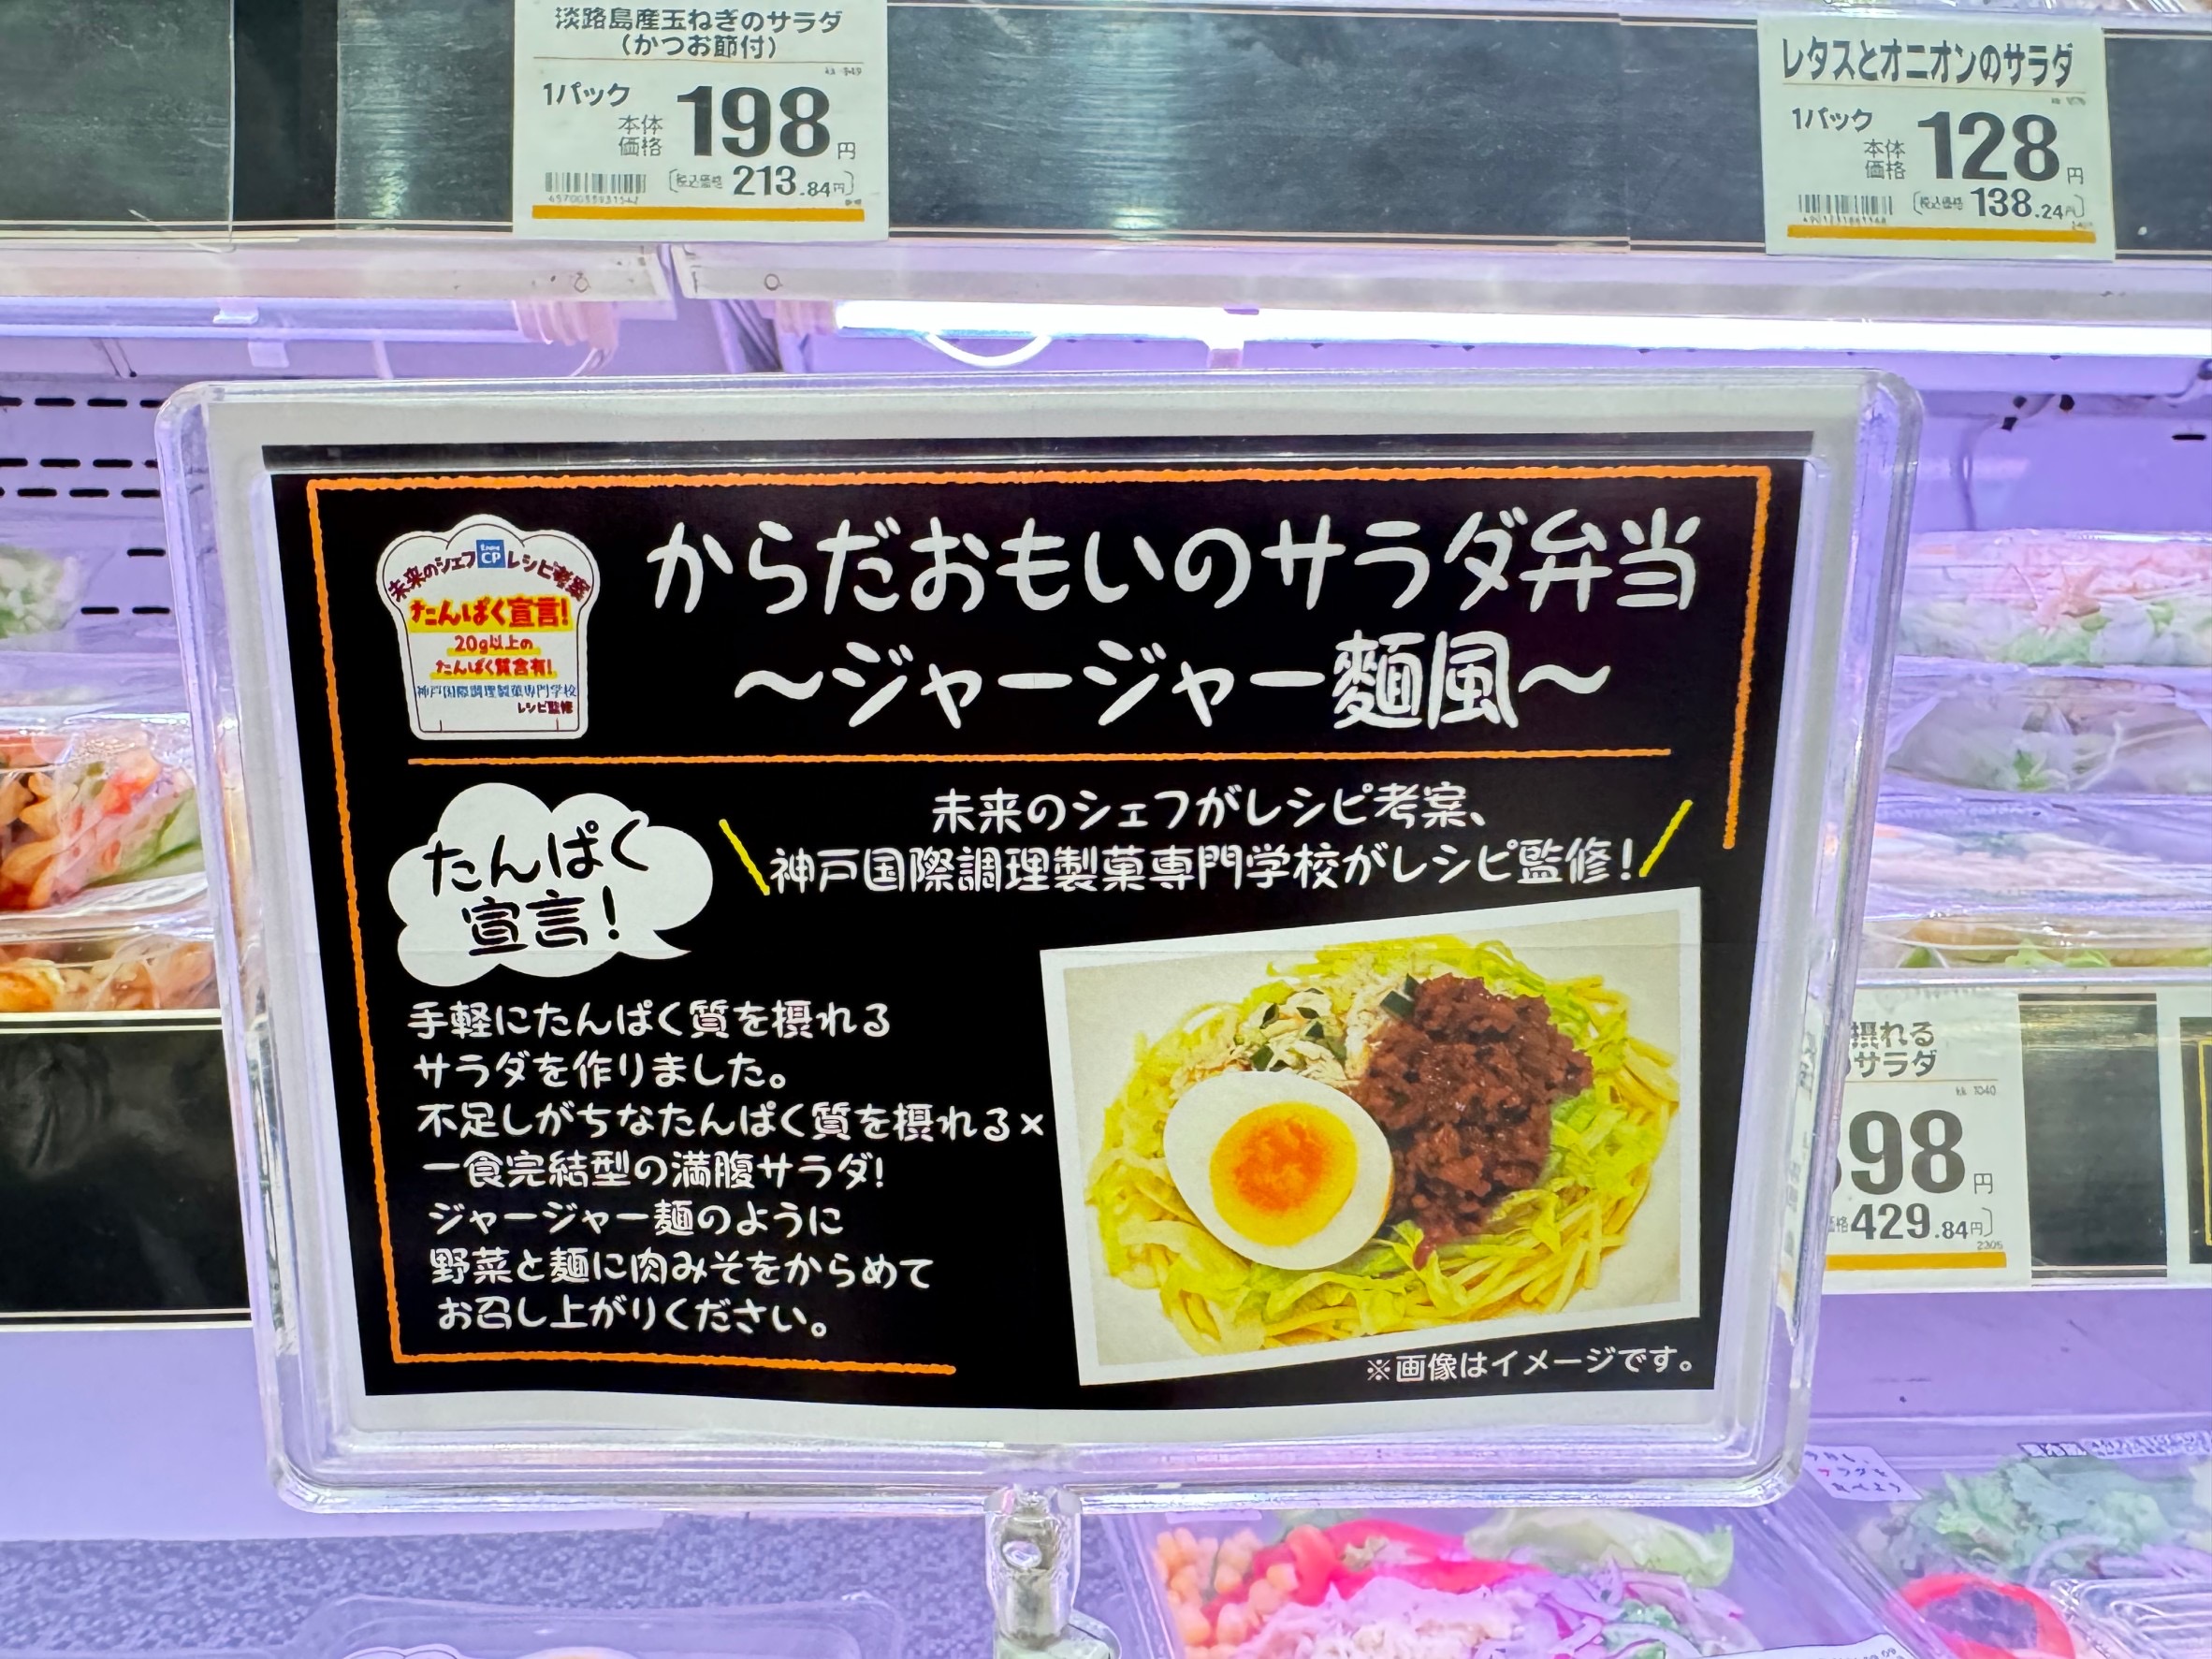 淡路島産玉ねぎのサラダ
(かつお節付)
1パック
本体
価格
198円
〔税込価格 213.84円〕
レタスとオニオンのサラダ
1パック
本体
価格
128円
〔税込価格 138.24円〕
未来のシェフ CP レシピ考案
たんぱく宣言!
20g以上の
たんぱく質含有!
神戸国際調理製菓専門学校
レシピ監修
からだおもいのサラダ弁当
〜ジャージャー麵風〜
未来のシェフがレシピ考案、
神戸国際調理製菓専門学校がレシピ監修!
たんぱく
宣言!
手軽にたんぱく質を摂れる
サラダを作りました。
不足しがちなたんぱく質を摂れる×
一食完結型の満腹サラダ!
ジャージャー麺のように
野菜と麺に肉みそをからめて
お召し上がりください。
※画像はイメージです。
摂れる
サラダ
98円
429.84円〕